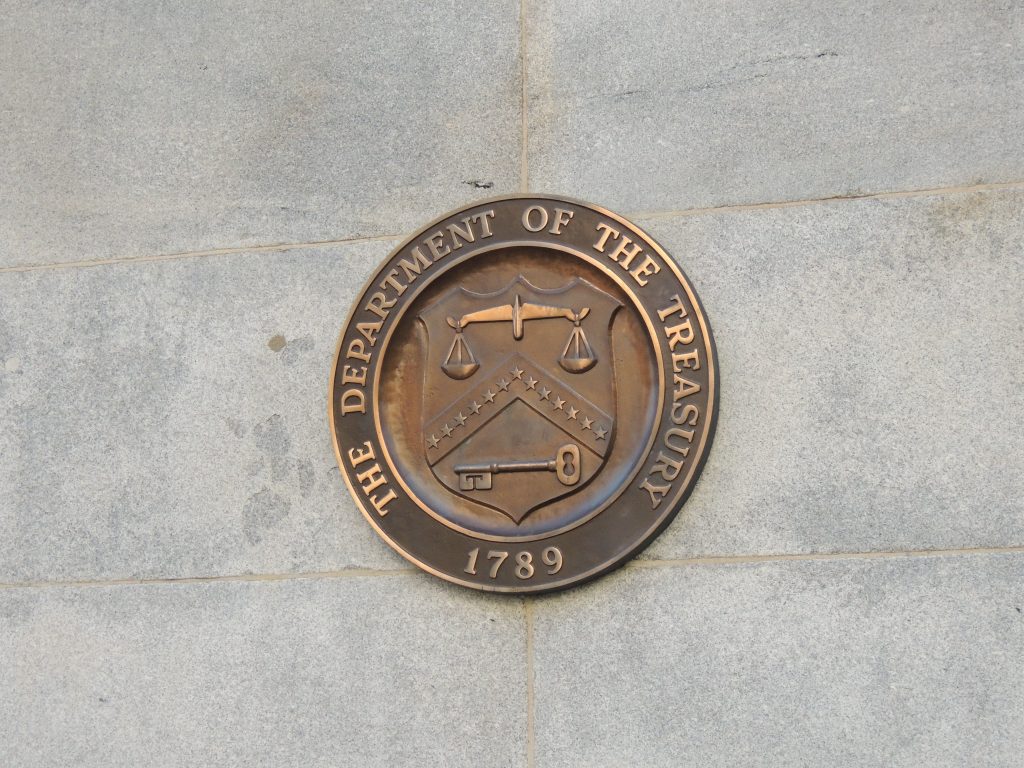 THE DEPARTMENT OF THE TREASURY
1789